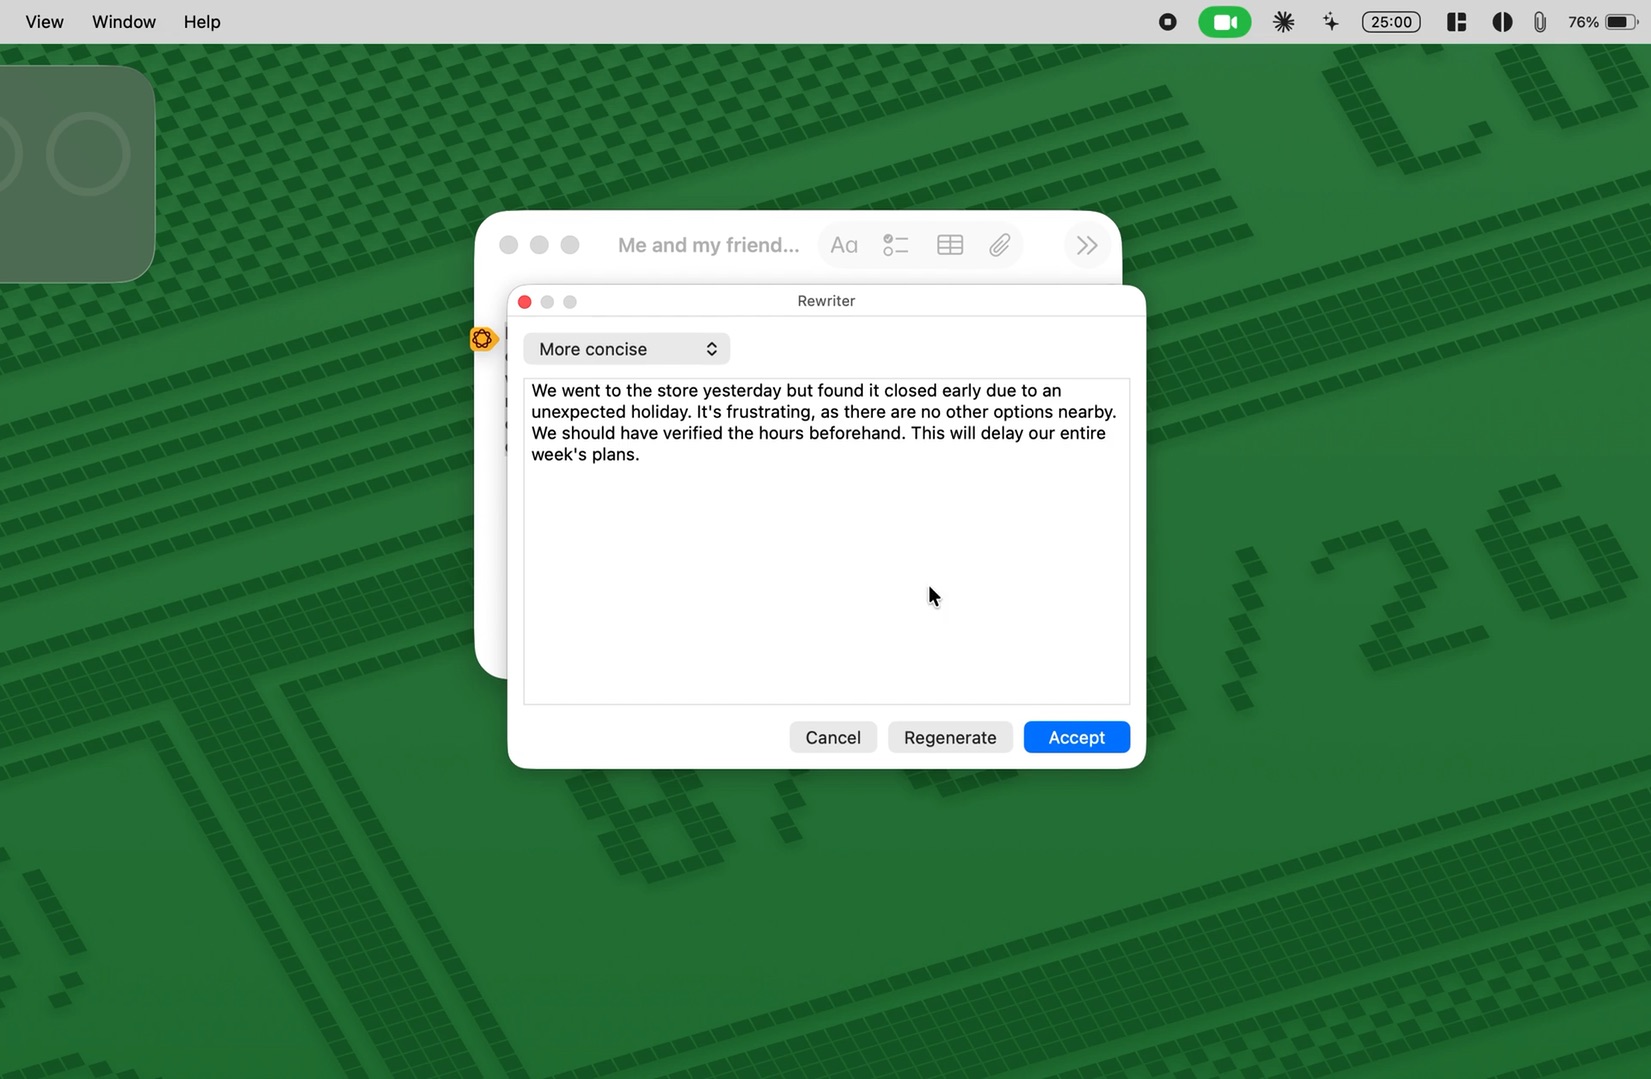 View Window Help 25:00 76%
Me and my friend... Aa
Rewriter
More concise
We went to the store yesterday but found it closed early due to an
unexpected holiday. It's frustrating, as there are no other options nearby.
We should have verified the hours beforehand. This will delay our entire
week's plans.
Cancel Regenerate Accept